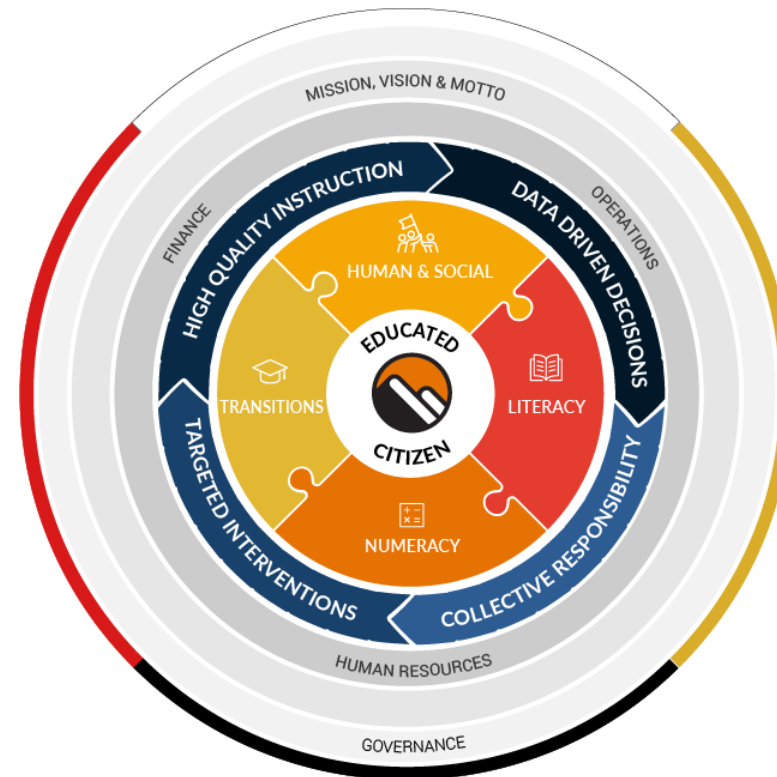 MISSION, VISION & MOTTO
FINANCE
OPERATIONS
HIGH QUALITY INSTRUCTION
DATA DRIVEN DECISIONS
HUMAN & SOCIAL
EDUCATED
CITIZEN
TRANSITIONS
LITERACY
NUMERACY
TARGETED INTERVENTIONS
COLLECTIVE RESPONSIBILITY
HUMAN RESOURCES
GOVERNANCE